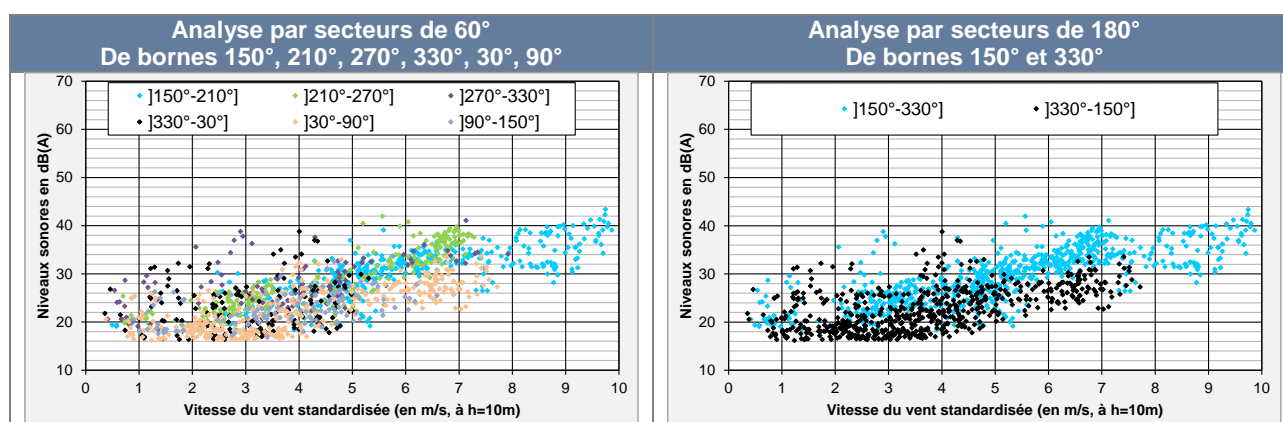 Analyse par secteurs de 60°
De bornes 150°, 210°, 270°, 330°, 30°, 90°
Niveaux sonores en dB(A)
70
60
50
40
30
20
10
]150°-210°] ]210°-270°] ]270°-330°]
]330°-30°] ]30°-90°] ]90°-150°]
0 1 2 3 4 5 6 7 8 9 10
Vitesse du vent standardisée (en m/s, à h=10m)
Analyse par secteurs de 180°
De bornes 150° et 330°
Niveaux sonores en dB(A)
70
60
50
40
30
20
10
]150°-330°] ]330°-150°]
0 1 2 3 4 5 6 7 8 9 10
Vitesse du vent standardisée (en m/s, à h=10m)